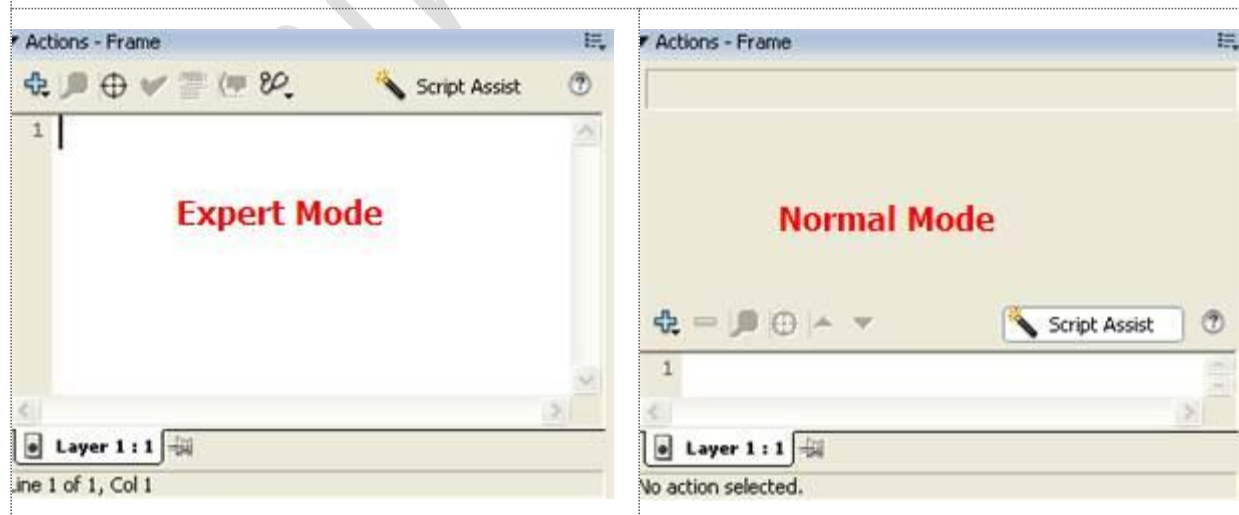 Actions - Frame
Script Assist
1
Expert Mode
Layer 1 : 1
ine 1 of 1, Col 1
Actions - Frame
Normal Mode
Script Assist
1
Layer 1 : 1
No action selected.